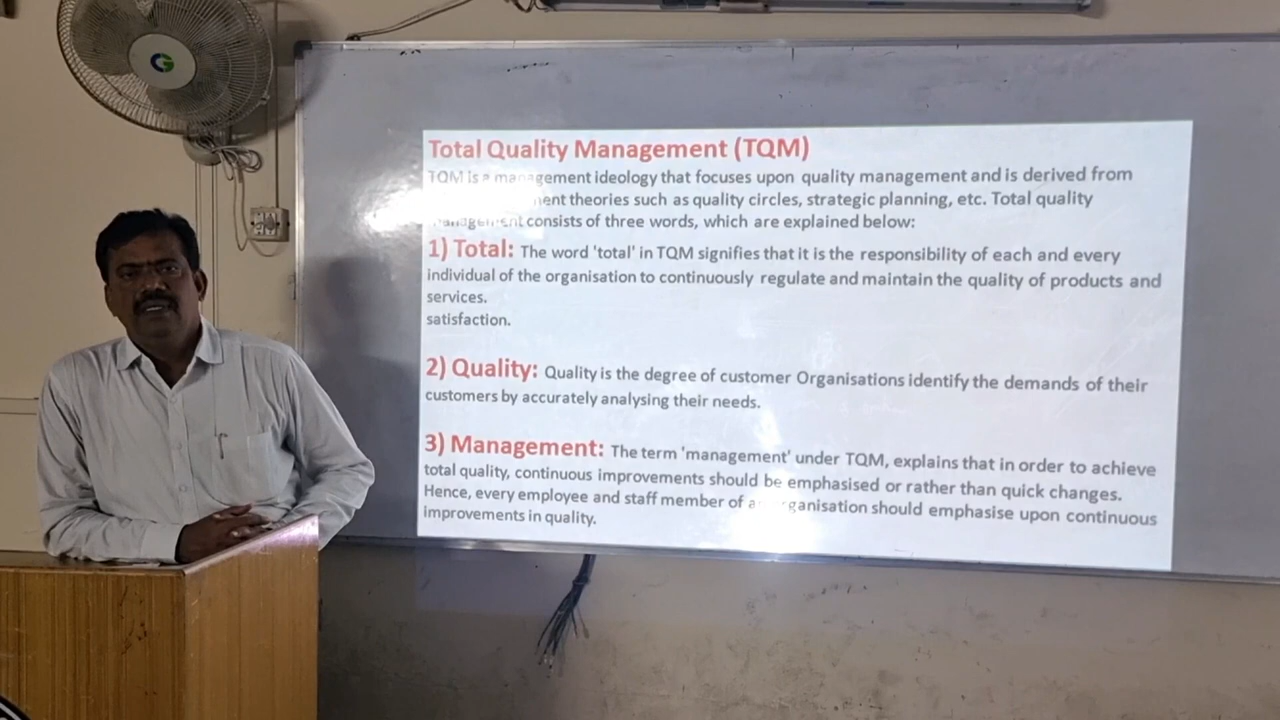 Total Quality Management (TQM)
TQM is a management ideology that focuses upon quality management and is derived from
theories such as quality circles, strategic planning, etc. Total quality
management consists of three words, which are explained below:
1) Total: The word 'total' in TQM signifies that it is the responsibility of each and every
individual of the organisation to continuously regulate and maintain the quality of products and
services.
satisfaction.
2) Quality: Quality is the degree of customer Organisations identify the demands of their
customers by accurately analysing their needs.
3) Management: The term 'management' under TQM, explains that in order to achieve
total quality, continuous improvements should be emphasised or rather than quick changes.
Hence, every employee and staff member of an organisation should emphasise upon continuous
improvements in quality.